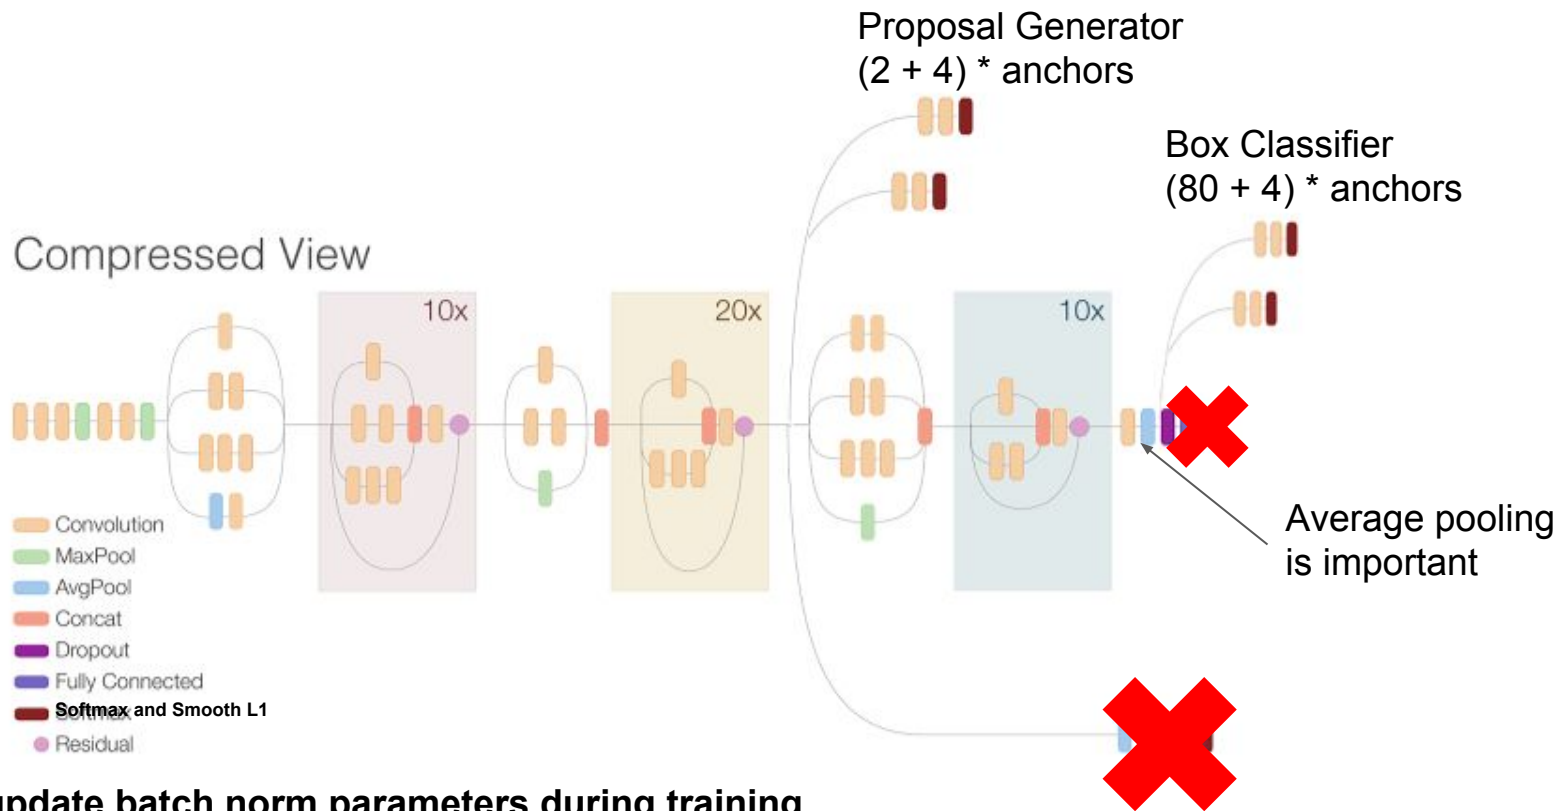 Proposal Generator
(2 + 4) * anchors
Box Classifier
(80 + 4) * anchors
Compressed View
10x
20x
10x
Average pooling
is important
Convolution
MaxPool
AvgPool
Concat
Dropout
Fully Connected
Softmax and Smooth L1
Residual
update batch norm parameters during training